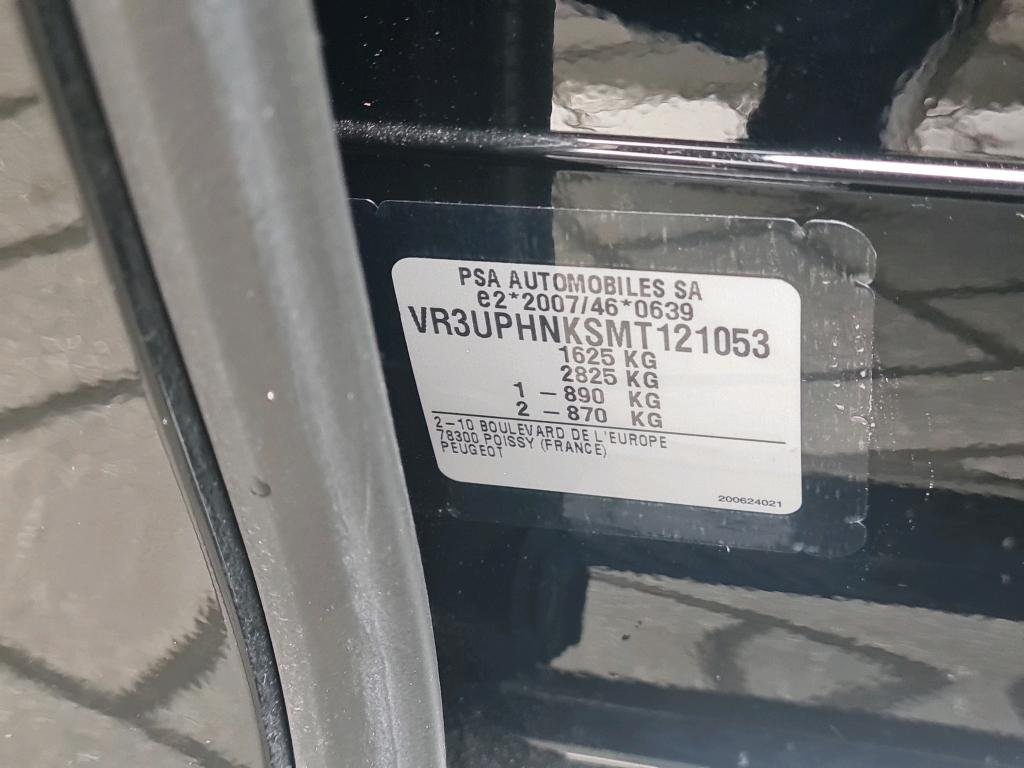 PSA AUTOMOBILES SA
e2*2007/46*0639
VR3UPHNKSMT121053
1625 KG
2825 KG
1 - 890 KG
2 - 870 KG
2-10 BOULEVARD DE L'EUROPE
78300 POISSY (FRANCE)
PEUGEOT
200624021